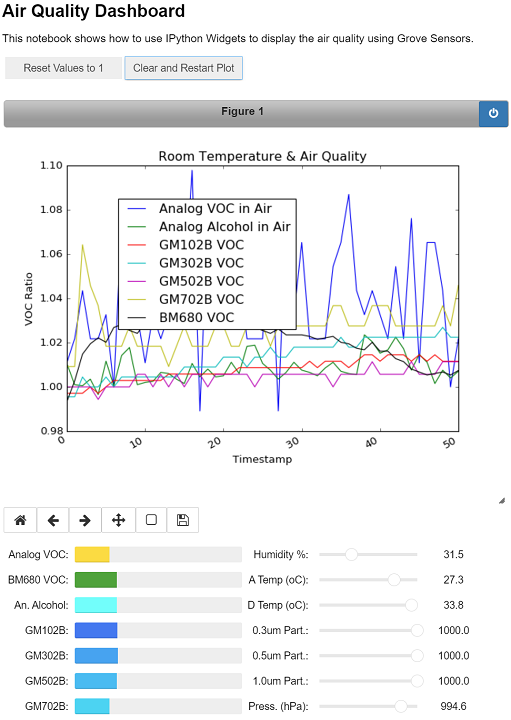 Air Quality Dashboard
This notebook shows how to use IPython Widgets to display the air quality using Grove Sensors.
Reset Values to 1 Clear and Restart Plot
Figure 1
Room Temperature & Air Quality
1.10
1.08
1.06
1.04
1.02
1.00
0.98
VOC Ratio
Analog VOC in Air
Analog Alcohol in Air
GM102B VOC
GM302B VOC
GM502B VOC
GM702B VOC
BM680 VOC
0 10 20 30 40 50
Timestamp
Analog VOC: Humidity %: 31.5
BM680 VOC: A Temp (oC): 27.3
An. Alcohol: D Temp (oC): 33.8
GM102B: 0.3um Part.: 1000.0
GM302B: 0.5um Part.: 1000.0
GM502B: 1.0um Part.: 1000.0
GM702B: Press. (hPa): 994.6